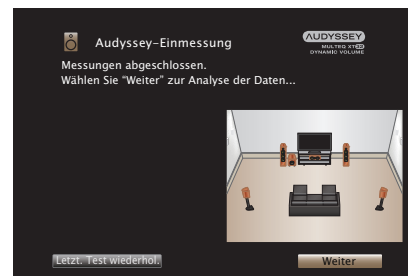 Audyssey-Einmessung
AUDYSSEY
MULTEQ XT32
DYNAMIC VOLUME
Messungen abgeschlossen.
Wählen Sie “Weiter” zur Analyse der Daten...
Letzt. Test wiederhol.
Weiter